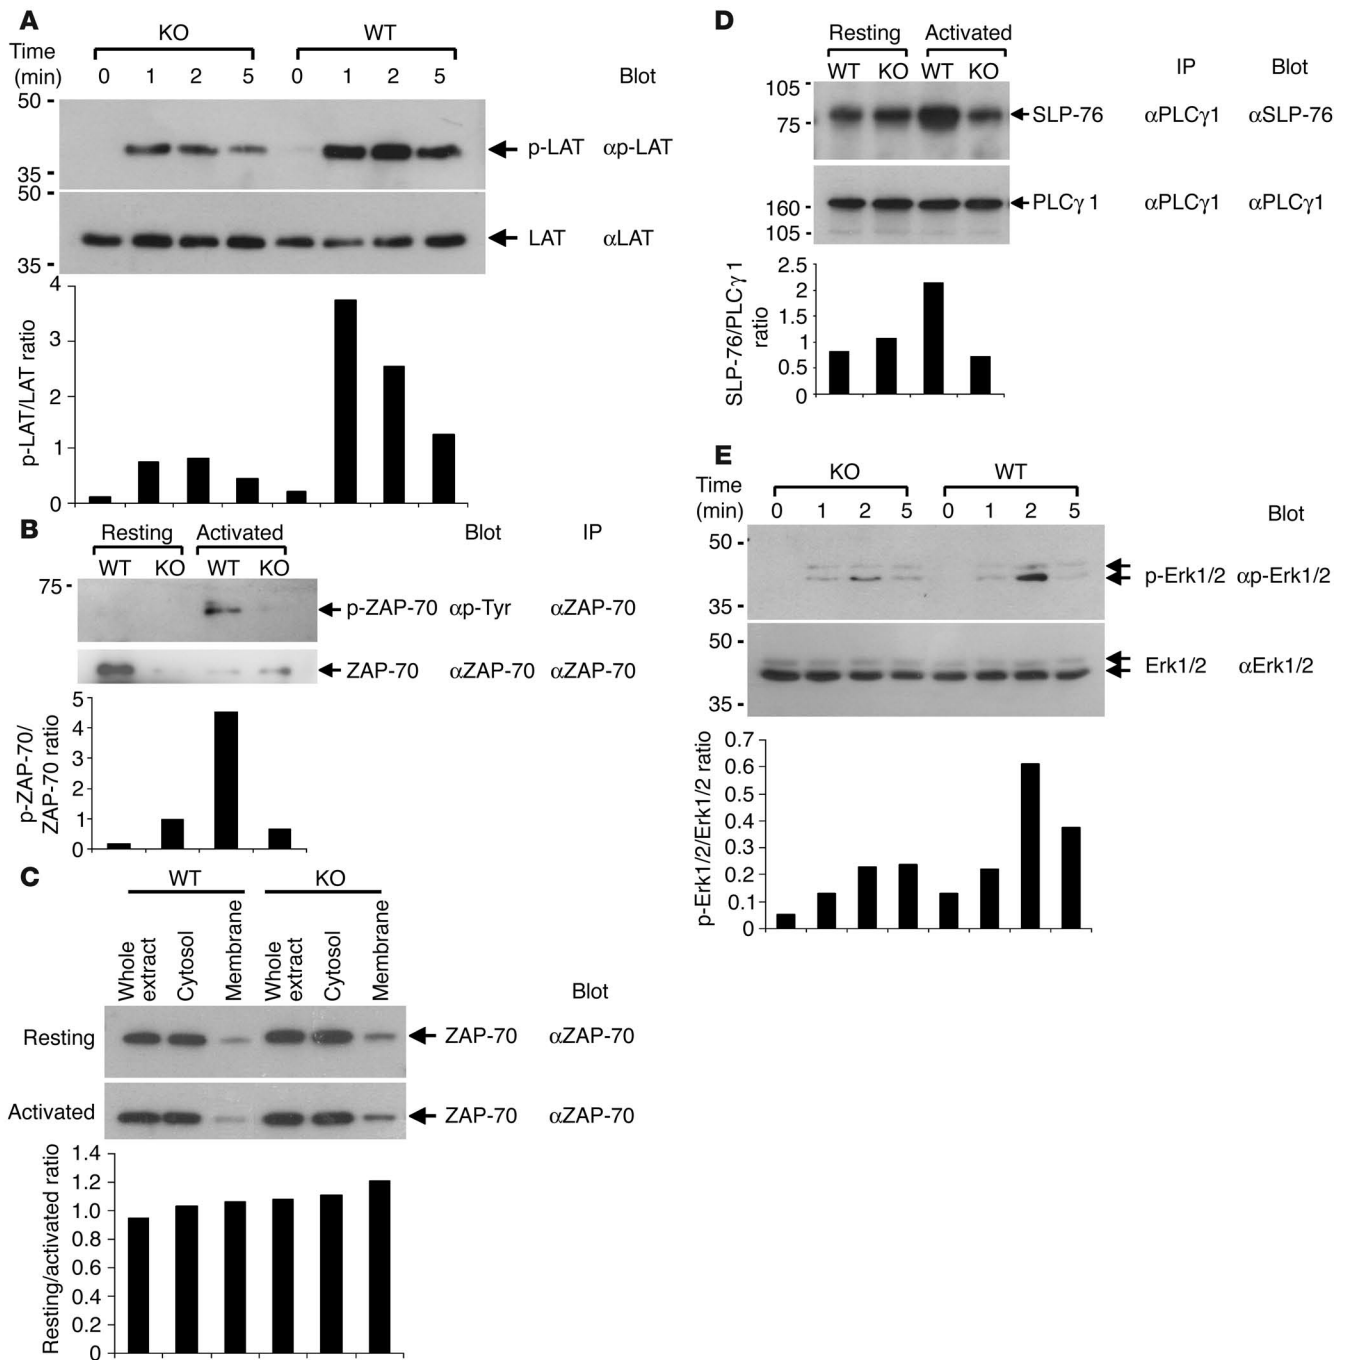 A
KO WT
Time
(min) 0 1 2 5 0 1 2 5 Blot
50
p-LAT αp-LAT
35
50
LAT αLAT
35
4
3
2
1
0
p-LAT/LAT ratio
B
Resting Activated Blot IP
WT KO WT KO
75
p-ZAP-70 αp-Tyr αZAP-70
ZAP-70 αZAP-70 αZAP-70
5
4
3
2
1
0
p-ZAP-70/
ZAP-70 ratio
C
WT KO
Whole
extract
Cytosol
Membrane
Whole
extract
Cytosol
Membrane
Blot
Resting ZAP-70 αZAP-70
Activated ZAP-70 αZAP-70
1.4
1.2
1.0
0.8
0.6
0.4
0.2
0
Resting/activated ratio
D
Resting Activated
WT KO WT KO IP Blot
105
SLP-76 αPLCγ1 αSLP-76
75
160 PLCγ 1 αPLCγ1 αPLCγ1
105
2.5
2
1.5
1
0.5
0
SLP-76/PLCγ 1
ratio
E
KO WT
Time
(min) 0 1 2 5 0 1 2 5 Blot
50
p-Erk1/2 αp-Erk1/2
35
50
Erk1/2 αErk1/2
35
0.7
0.6
0.5
0.4
0.3
0.2
0.1
0
p-Erk1/2/Erk1/2 ratio